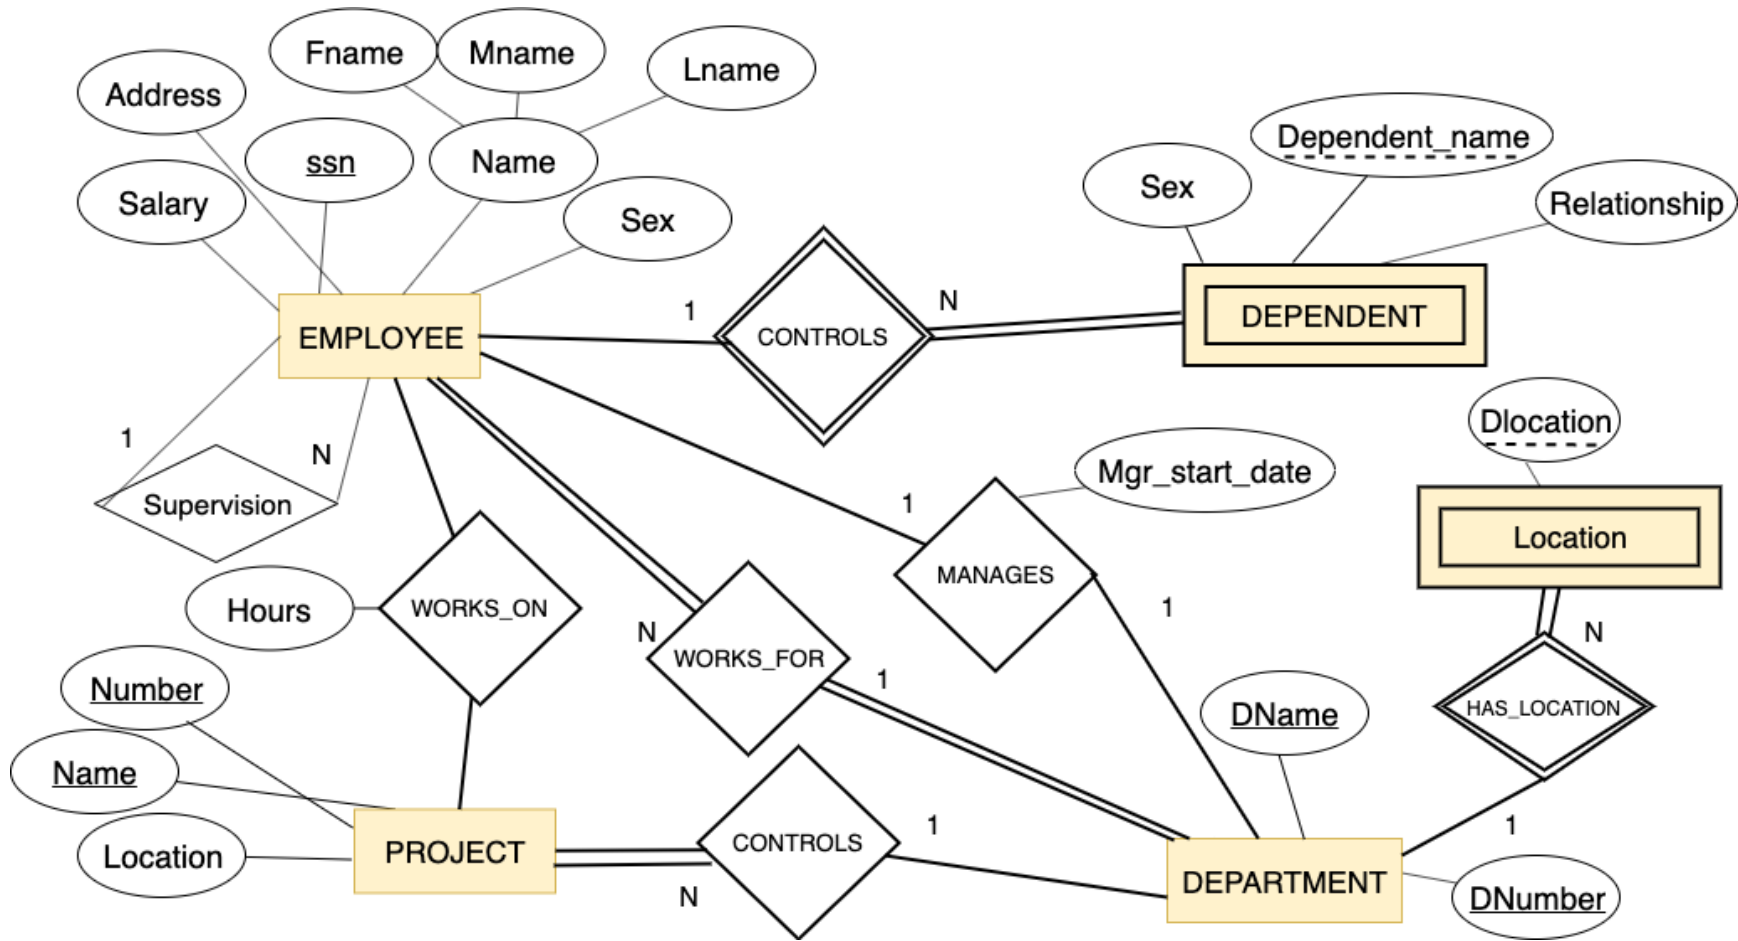 Fname
Mname
Lname
Address
ssn
Name
Salary
Sex
Dependent_name
Sex
Relationship
EMPLOYEE
1
CONTROLS
N
DEPENDENT
1
N
Supervision
Dlocation
Location
Mgr_start_date
1
MANAGES
1
Hours
WORKS_ON
N
WORKS_FOR
1
N
HAS_LOCATION
1
Number
Name
Location
PROJECT
N
CONTROLS
1
DName
DEPARTMENT
DNumber